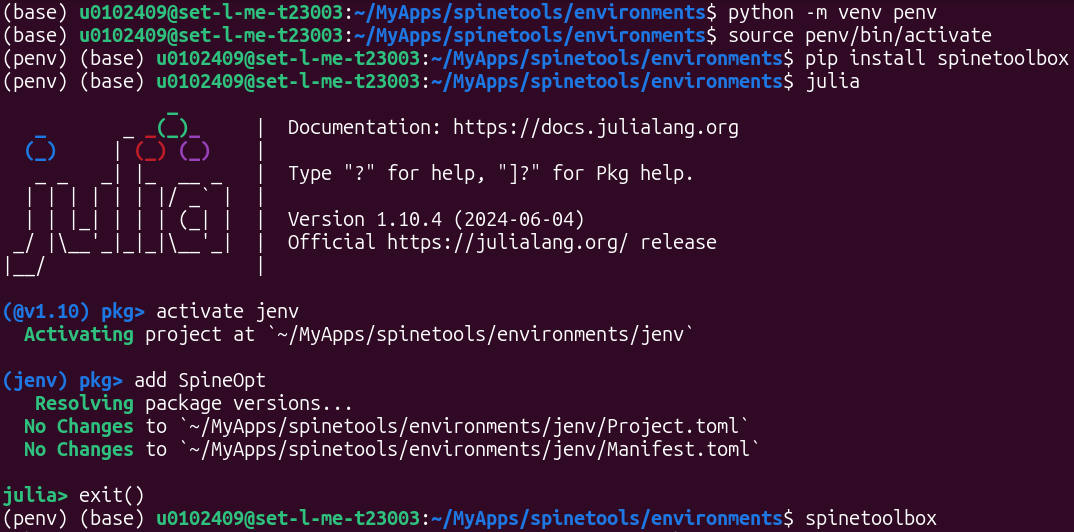 (base) u0102409@set-l-me-t23003:~/MyApps/spinetools/environments$ python -m venv penv
(base) u0102409@set-l-me-t23003:~/MyApps/spinetools/environments$ source penv/bin/activate
(penv) (base) u0102409@set-l-me-t23003:~/MyApps/spinetools/environments$ pip install spinetoolbox
(penv) (base) u0102409@set-l-me-t23003:~/MyApps/spinetools/environments$ julia
               _
   _       _ _(_)_     |  Documentation: https://docs.julialang.org
  (_)     | (_) (_)    |
   _ _   _| |_  __ _   |  Type "?" for help, "]?" for Pkg help.
  | | | | | | |/ _` |  |
  | | |_| | | | (_| |  |  Version 1.10.4 (2024-06-04)
 _/ |\__'_|_|_|\__'_|  |  Official https://julialang.org/ release
|__/                   |
(@v1.10) pkg> activate jenv
  Activating project at `~/MyApps/spinetools/environments/jenv`
(jenv) pkg> add SpineOpt
   Resolving package versions...
  No Changes to `~/MyApps/spinetools/environments/jenv/Project.toml`
  No Changes to `~/MyApps/spinetools/environments/jenv/Manifest.toml`
julia> exit()
(penv) (base) u0102409@set-l-me-t23003:~/MyApps/spinetools/environments$ spinetoolbox